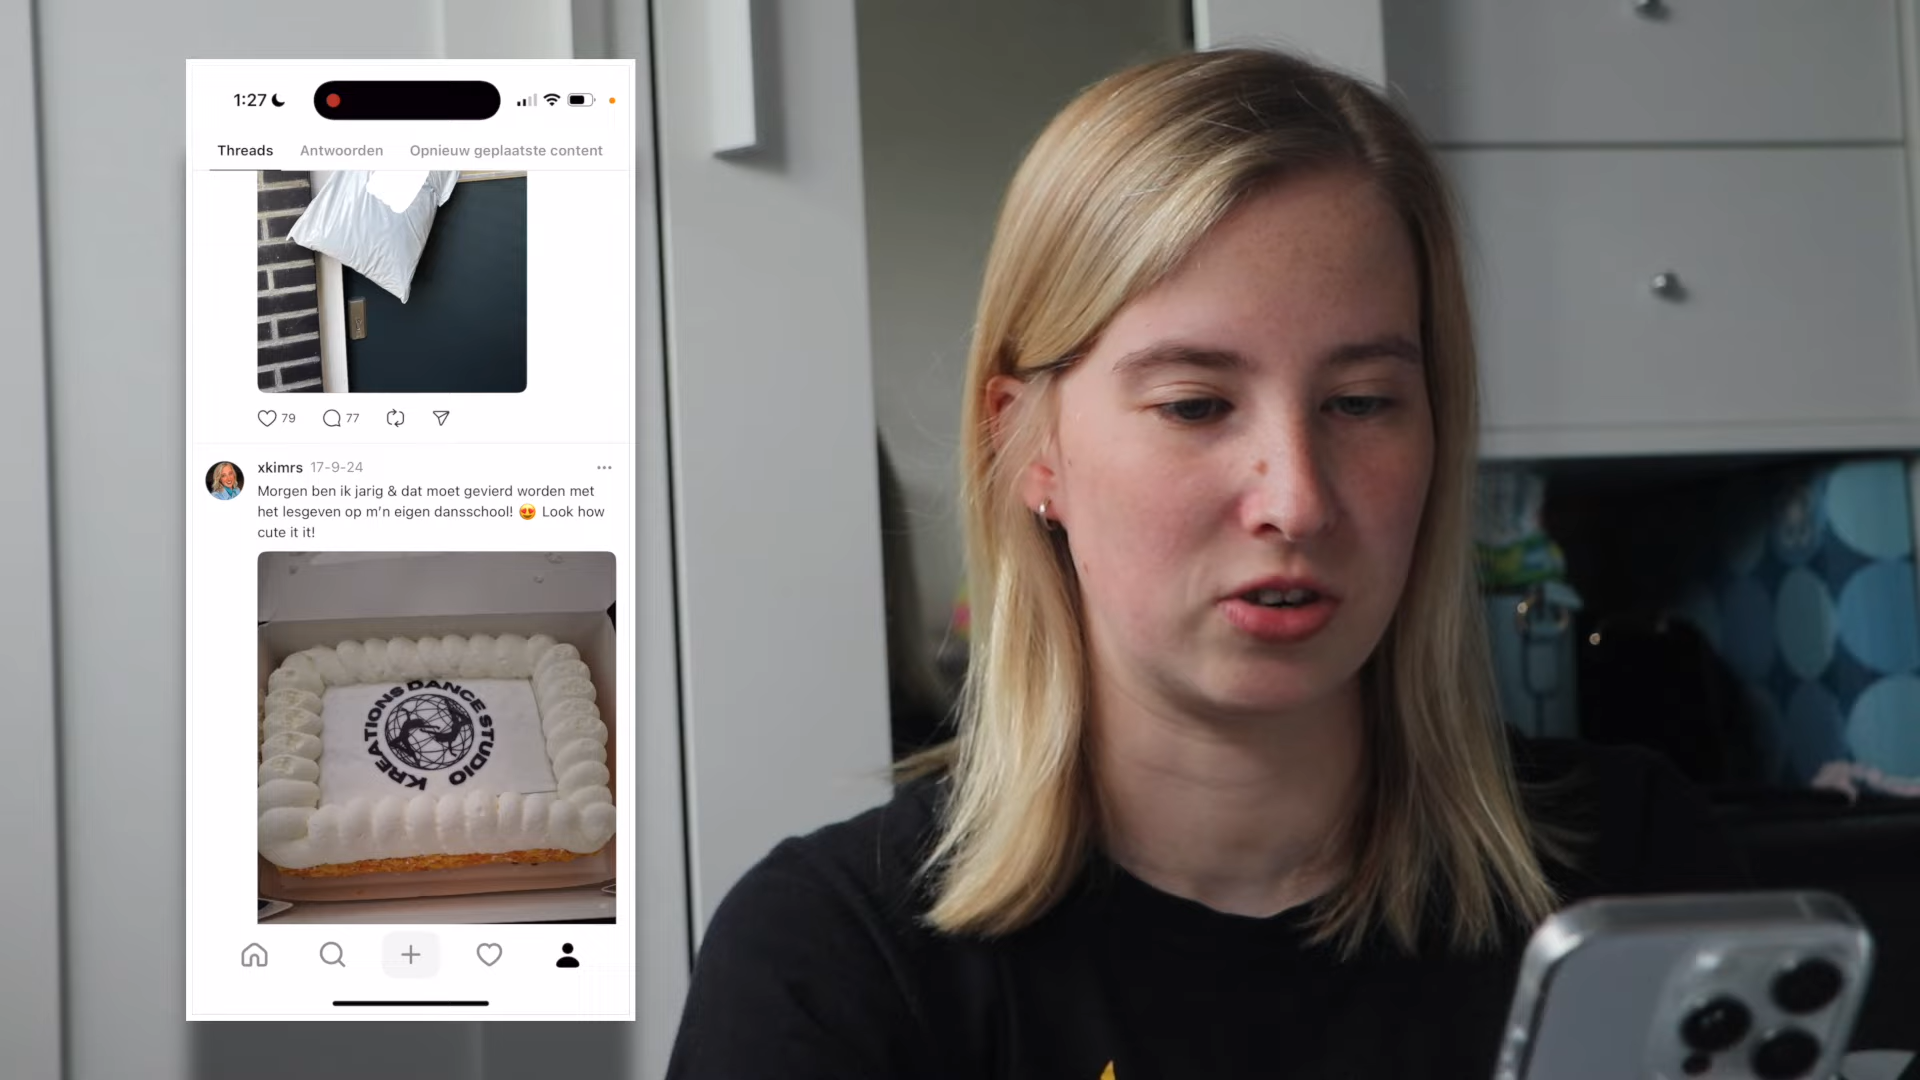 1:27
Threads Antwoorden Opnieuw geplaatste content
79 77
xkimrs 17-9-24
Morgen ben ik jarig & dat moet gevierd worden met
het lesgeven op m'n eigen dansschool! 😍 Look how
cute it it!
KREATIONS DANCE STUDIO